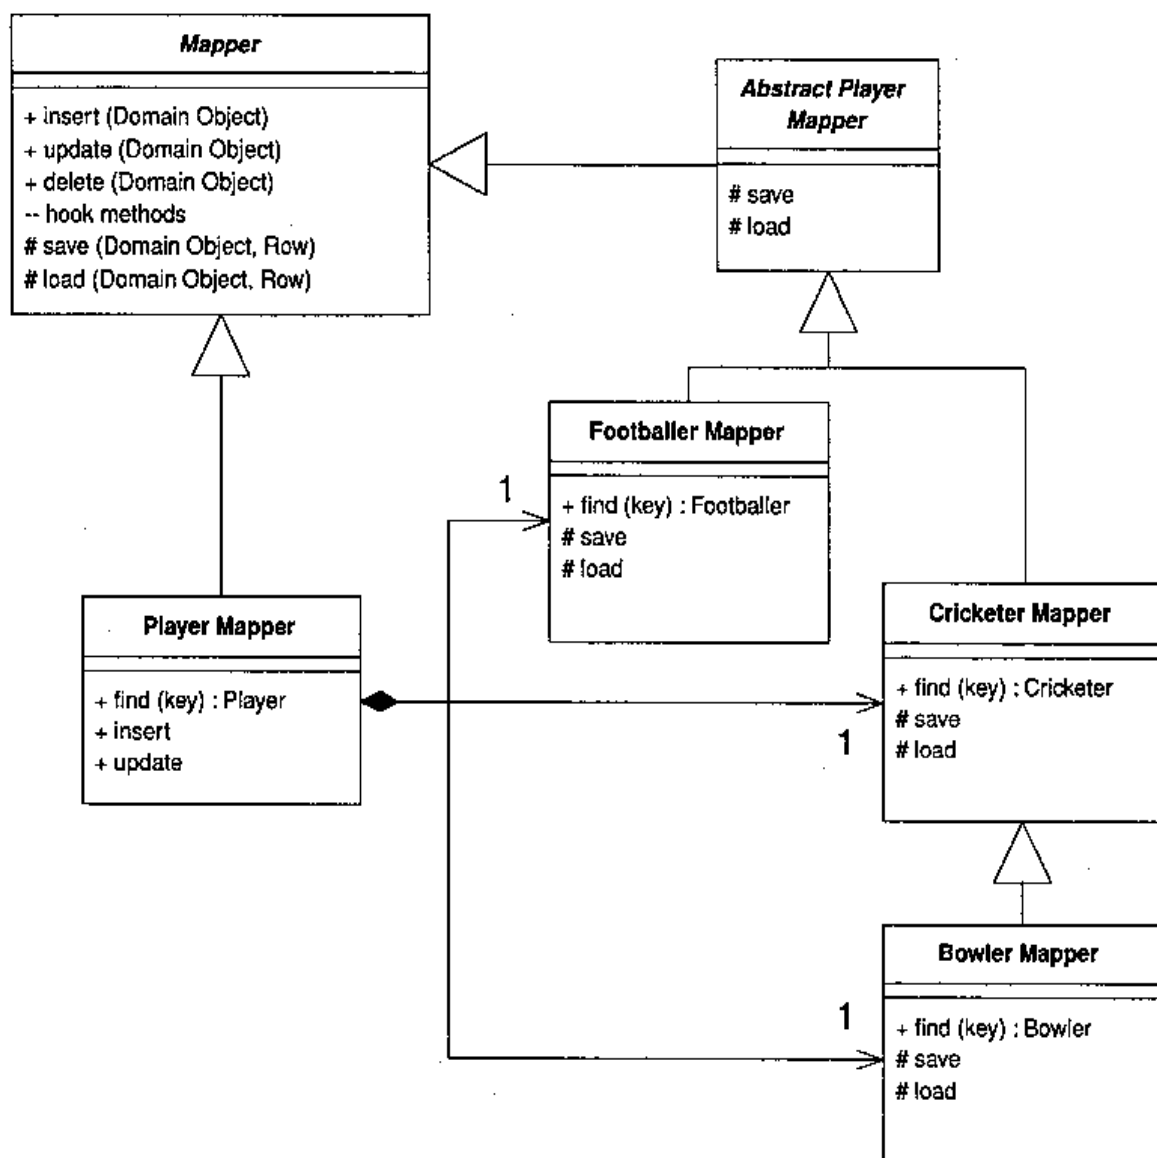 Mapper
+ insert (Domain Object)
+ update (Domain Object)
+ delete (Domain Object)
-- hook methods
# save (Domain Object, Row)
# load (Domain Object, Row)
Abstract Player
Mapper
# save
# load
Footballer Mapper
+ find (key) : Footballer
# save
# load
1
Player Mapper
+ find (key) : Player
+ insert
+ update
Cricketer Mapper
+ find (key) : Cricketer
# save
# load
1
Bowler Mapper
+ find (key) : Bowler
# save
# load
1